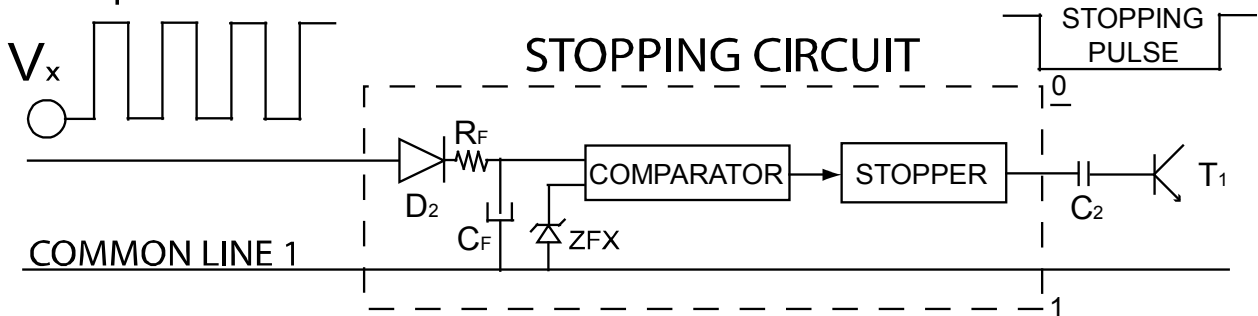 Vx
STOPPING CIRCUIT
STOPPING
PULSE
0
RF
COMPARATOR
STOPPER
T1
D2
C2
CF
ZFX
COMMON LINE 1
1